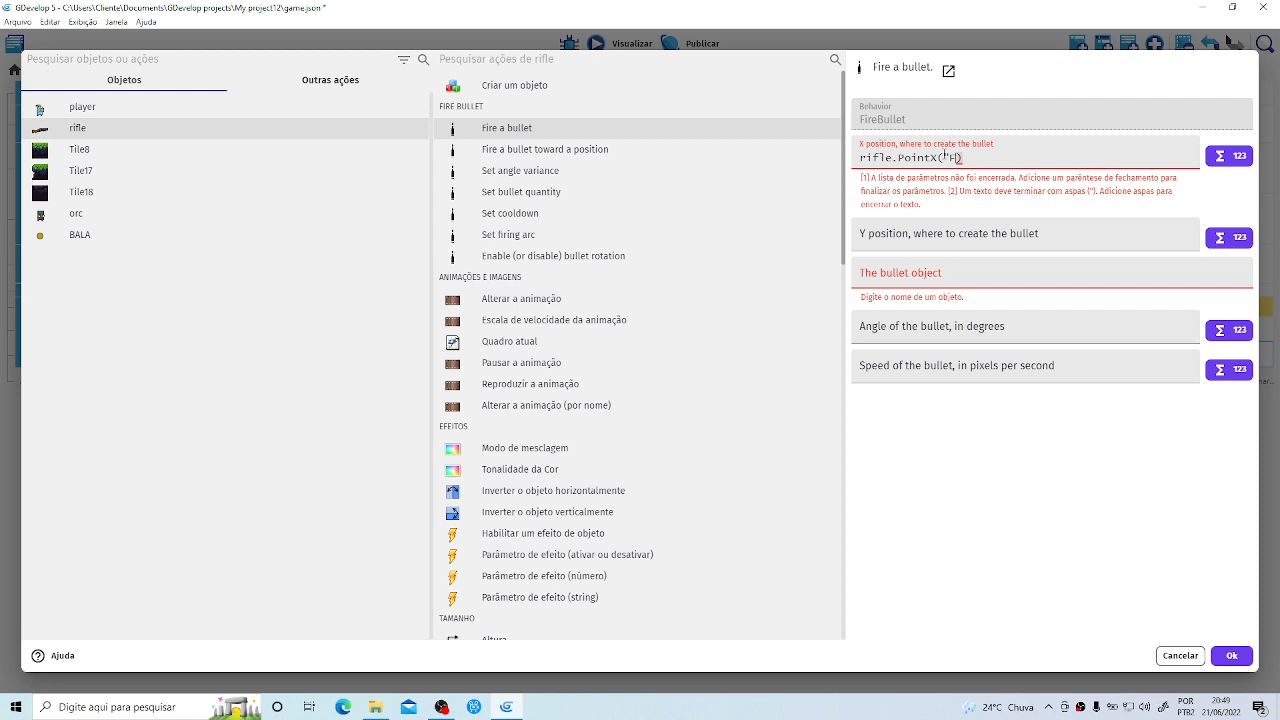 GDevelop 5 - C:\Users\Cliente\Documents\GDevelop projects\My project12\game.json *
Arquivo Editar Exibição Janela Ajuda
Visualizar Publicar
Pesquisar objetos ou ações
Objetos Outras ações
player
rifle
Tile8
Tile17
Tile18
orc
BALA
Pesquisar ações de rifle
Criar um objeto
FIRE BULLET
Fire a bullet
Fire a bullet toward a position
Set angle variance
Set bullet quantity
Set cooldown
Set firing arc
Enable (or disable) bullet rotation
ANIMAÇÕES E IMAGENS
Alterar a animação
Escala de velocidade da animação
Quadro atual
Pausar a animação
Reproduzir a animação
Alterar a animação (por nome)
EFEITOS
Modo de mesclagem
Tonalidade da Cor
Inverter o objeto horizontalmente
Inverter o objeto verticalmente
Habilitar um efeito de objeto
Parâmetro de efeito (ativar ou desativar)
Parâmetro de efeito (número)
Parâmetro de efeito (string)
TAMANHO
Altura
Fire a bullet.
Behavior
FireBullet
X position, where to create the bullet
rifle.PointX("F)
Σ 123
[1] A lista de parâmetros não foi encerrada. Adicione um parêntese de fechamento para
finalizar os parâmetros. [2] Um texto deve terminar com aspas ("). Adicione aspas para
encerrar o texto.
Y position, where to create the bullet
Σ 123
The bullet object
Digite o nome de um objeto.
Angle of the bullet, in degrees
Σ 123
Speed of the bullet, in pixels per second
Σ 123
Ajuda
Cancelar Ok
Digite aqui para pesquisar
24°C Chuva
POR
PTB2
20:49
21/06/2022
2